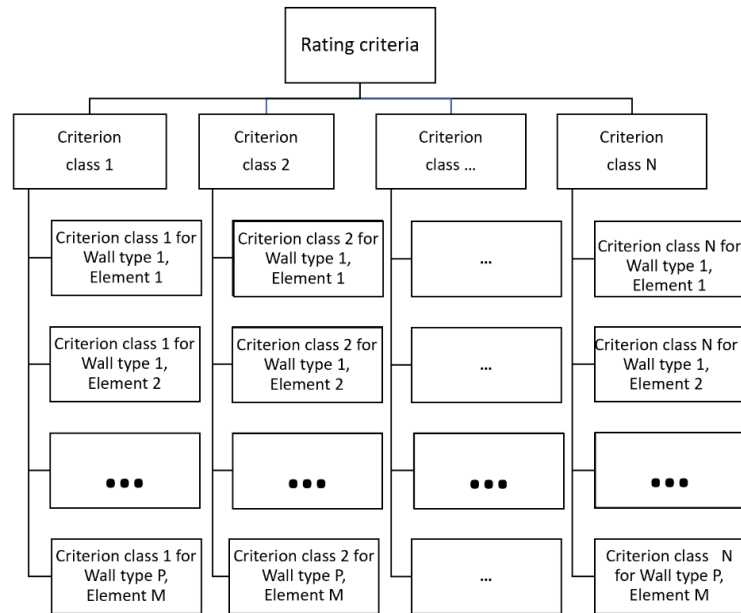 Rating criteria
Criterion
class 1
Criterion
class 2
Criterion
class ...
Criterion
class N
Criterion class 1 for
Wall type 1,
Element 1
Criterion class 2 for
Wall type 1,
Element 1
...
Criterion class N for
Wall type 1,
Element 1
Criterion class 1 for
Wall type 1,
Element 2
Criterion class 2 for
Wall type 1,
Element 2
...
Criterion class N for
Wall type 1,
Element 2
...
...
...
...
Criterion class 1 for
Wall type P,
Element M
Criterion class 2 for
Wall type P,
Element M
...
Criterion class N
for Wall type P,
Element M